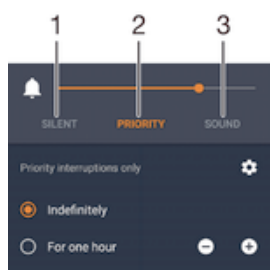 1 2 3
SILENT PRIORITY SOUND
Priority interruptions only
Indefinitely
For one hour